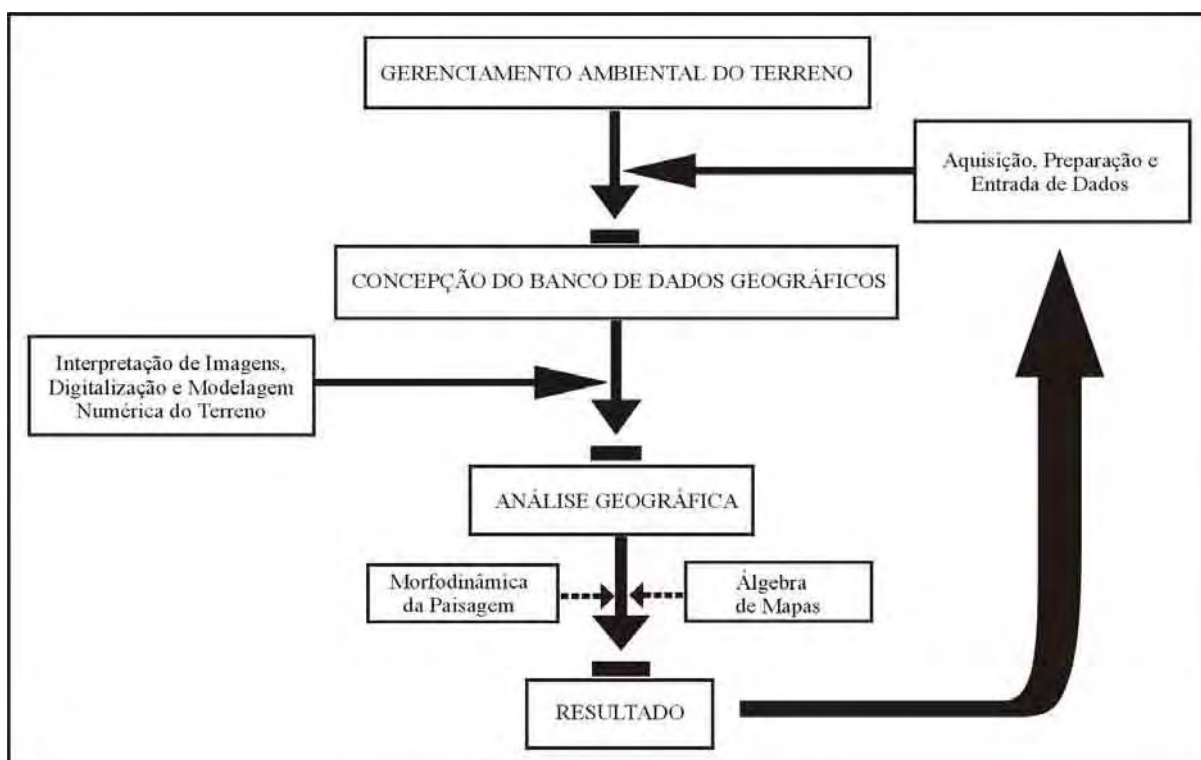 GERENCIAMENTO AMBIENTAL DO TERRENO
Aquisição, Preparação e
Entrada de Dados
CONCEPÇÃO DO BANCO DE DADOS GEOGRÁFICOS
Interpretação de Imagens,
Digitalização e Modelagem
Numérica do Terreno
ANÁLISE GEOGRÁFICA
Morfodinâmica
da Paisagem
Álgebra
de Mapas
RESULTADO